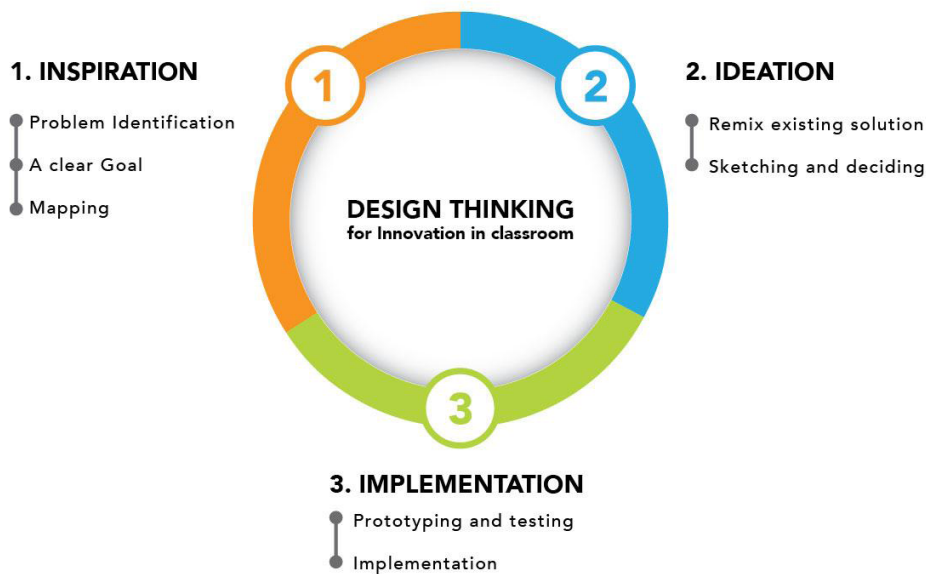 1. INSPIRATION
Problem Identification
A clear Goal
Mapping
1
2
2. IDEATION
Remix existing solution
Sketching and deciding
DESIGN THINKING
for Innovation in classroom
3
3. IMPLEMENTATION
Prototyping and testing
Implementation